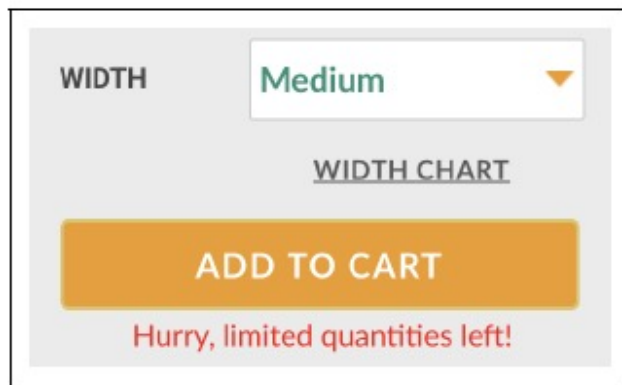 WIDTH Medium
WIDTH CHART
ADD TO CART
Hurry, limited quantities left!